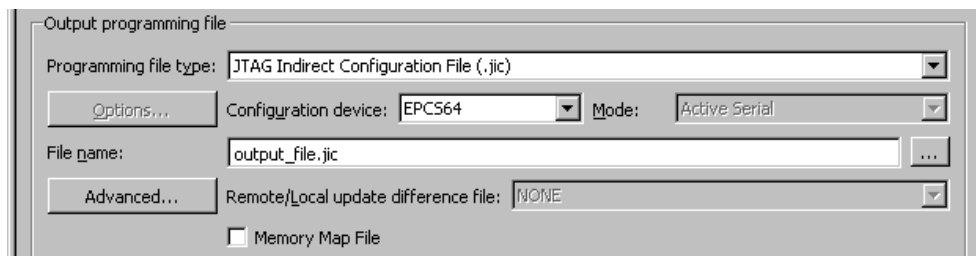 Output programming file
Programming file type: JTAG Indirect Configuration File (.jic)
Options... Configuration device: EPCS64 Mode: Active Serial
File name: output_file.jic ...
Advanced... Remote/Local update difference file: NONE
Memory Map File